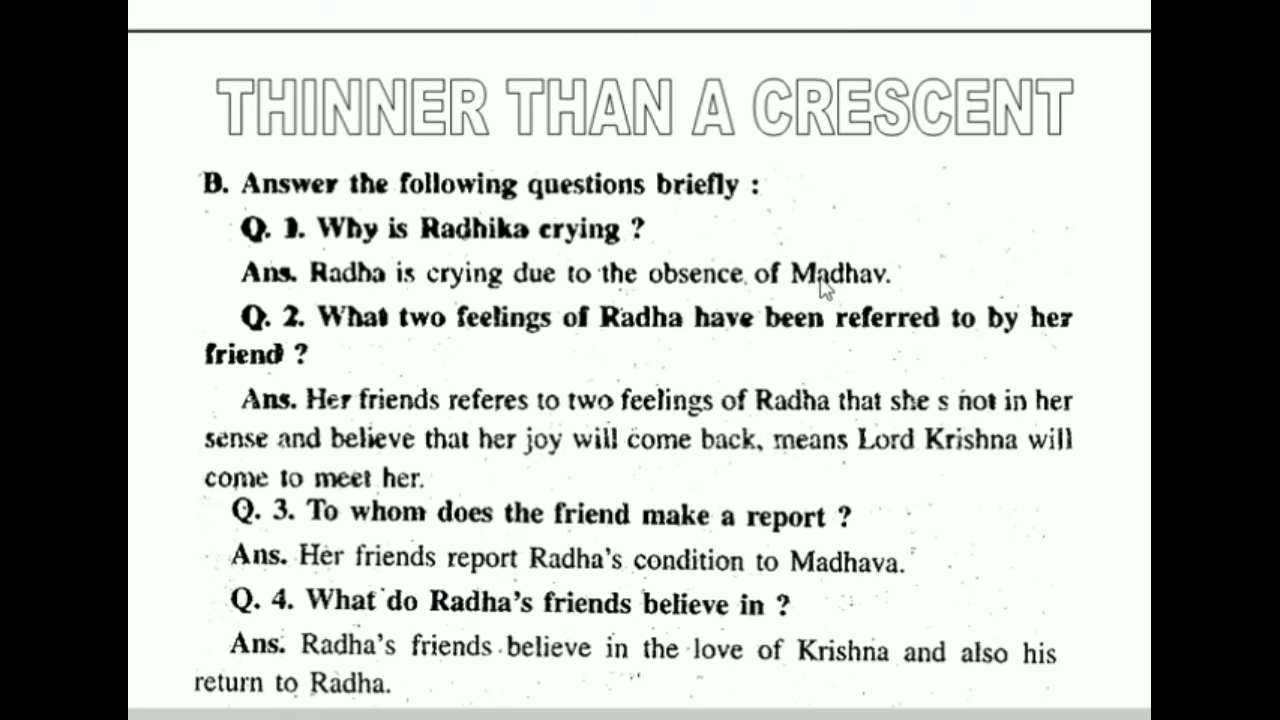 THINNER THAN A CRESCENT
B. Answer the following questions briefly :
Q. 1. Why is Radhika crying ?
Ans. Radha is crying due to the obsence of Madhav.
Q. 2. What two feelings of Radha have been referred to by her
friend ?
Ans. Her friends referes to two feelings of Radha that she s not in her
sense and believe that her joy will come back, means Lord Krishna will
come to meet her.
Q. 3. To whom does the friend make a report ?
Ans. Her friends report Radha's condition to Madhava.
Q. 4. What do Radha's friends believe in ?
Ans. Radha's friends believe in the love of Krishna and also his
return to Radha.